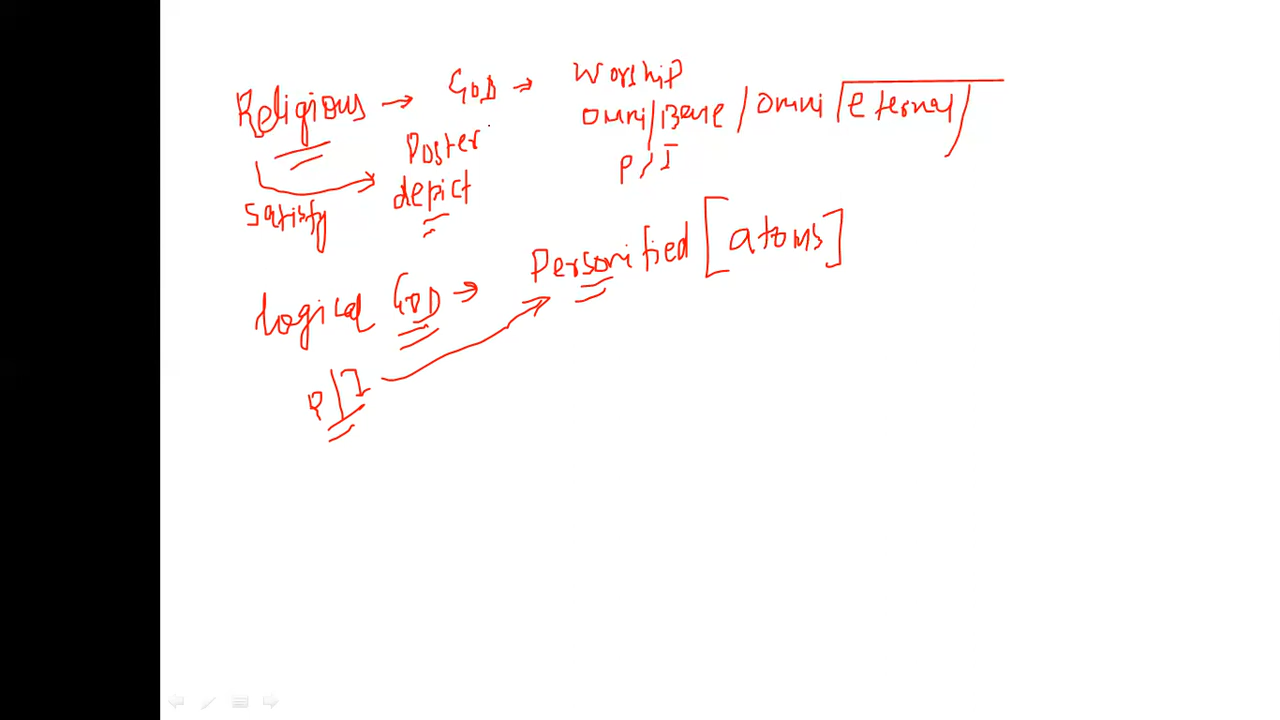 Religious → GOD → Worship
omni/Bene/omni/eternal/
P/I
Poster
depict
Satisfy
logical GOD → Personified [atoms]
P/I